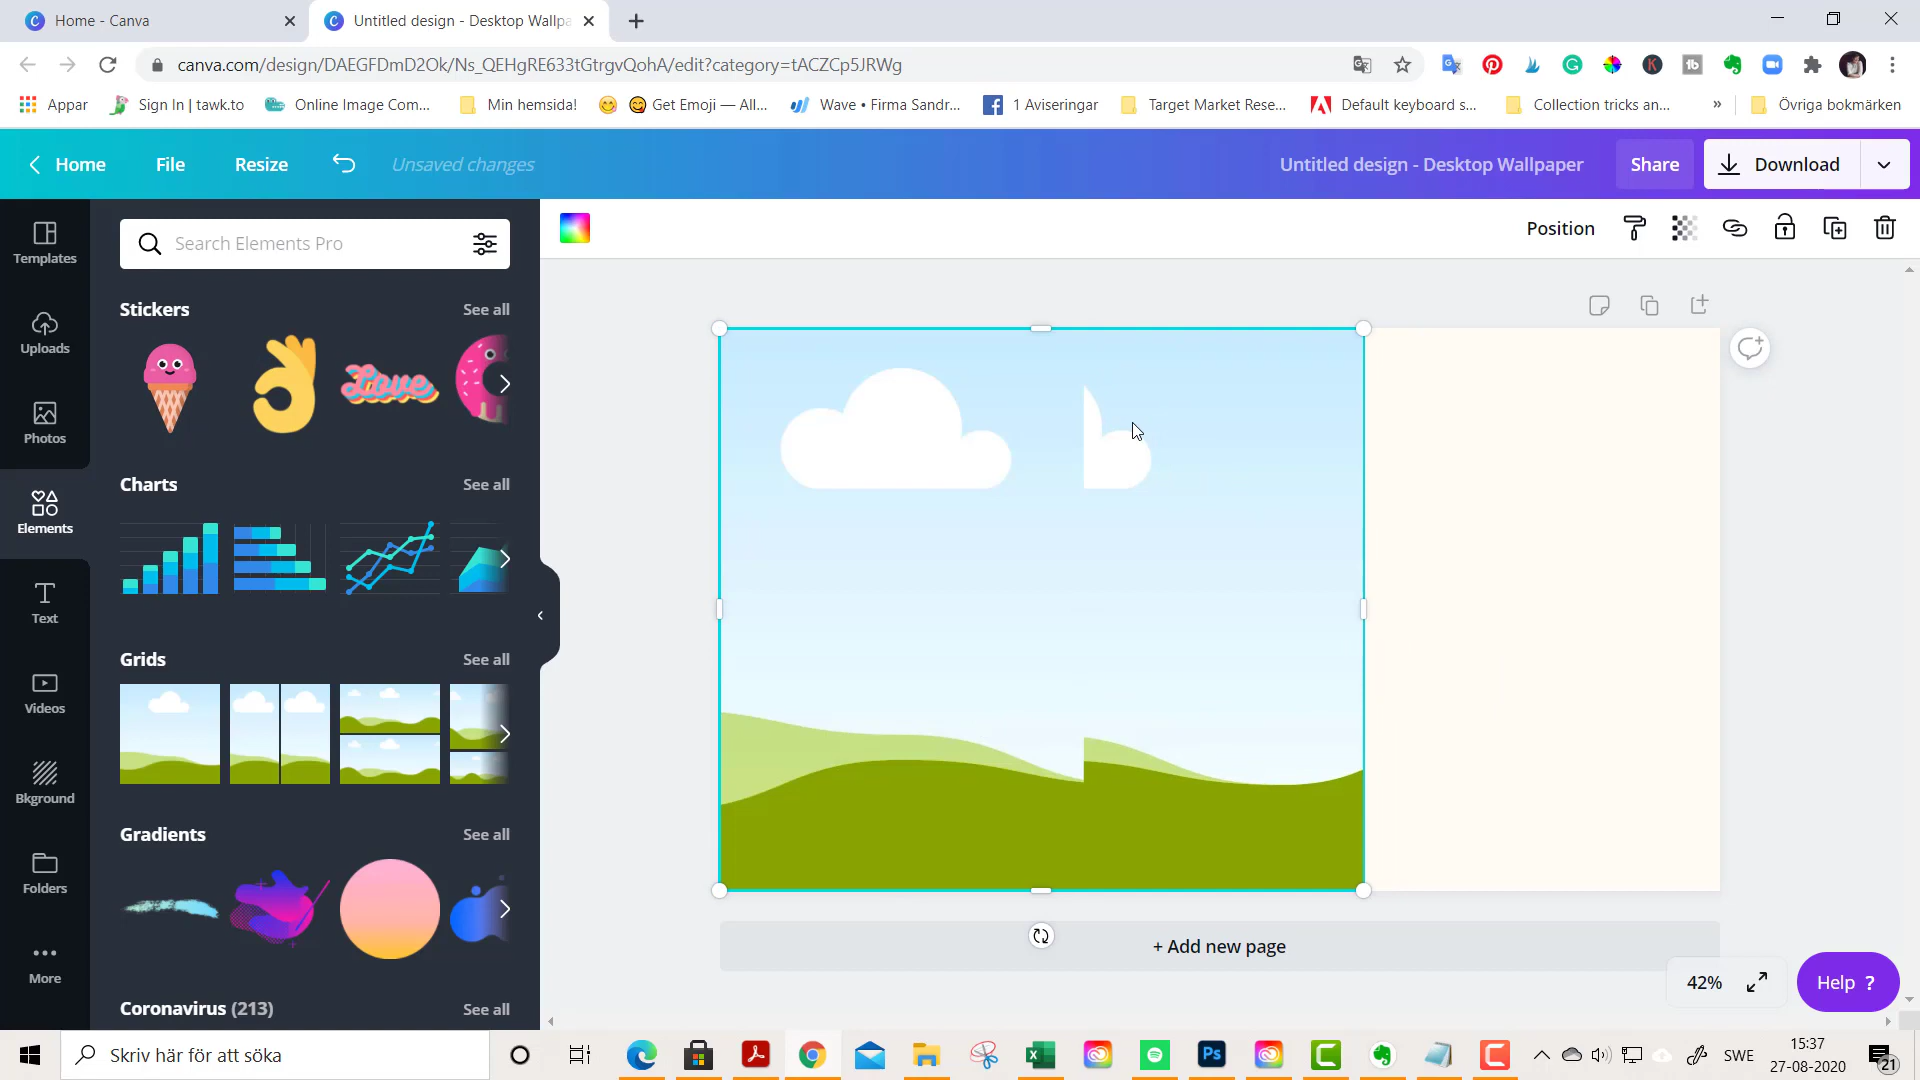 Home - Canva
Untitled design - Desktop Wallpa
canva.com/design/DAEGFDmD2Ok/Ns_QEHgRE633tGtrgvQohA/edit?category=tACZCp5JRWg
Appar
Sign In | tawk.to
Online Image Com...
Min hemsida!
Get Emoji — All...
Wave • Firma Sandr...
1 Aviseringar
Target Market Rese...
Default keyboard s...
Collection tricks an...
»
Övriga bokmärken
Home
File
Resize
Unsaved changes
Untitled design - Desktop Wallpaper
Share
Download
Templates
Uploads
Photos
Elements
Text
Videos
Bkground
Folders
More
Search Elements Pro
Stickers
See all
Love
Charts
See all
Grids
See all
Gradients
See all
Coronavirus (213)
See all
Position
+ Add new page
42%
Help ?
Skriv här för att söka
SWE
15:37
27-08-2020
21